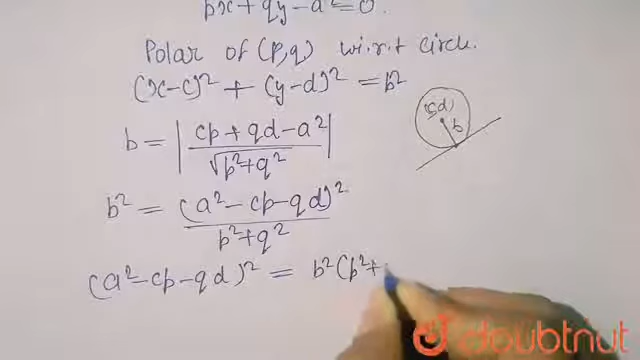 px + qy - a² = 0.
Polar of (p,q) w.r.t circle.
(x-c)² + (y-d)² = b²
(c,d)
b
b = | cp + qd - a² / √p²+q² |
b² = (a² - cp - qd)² / p²+q²
(a² - cp - qd)² = b²(p²+
doubtnut